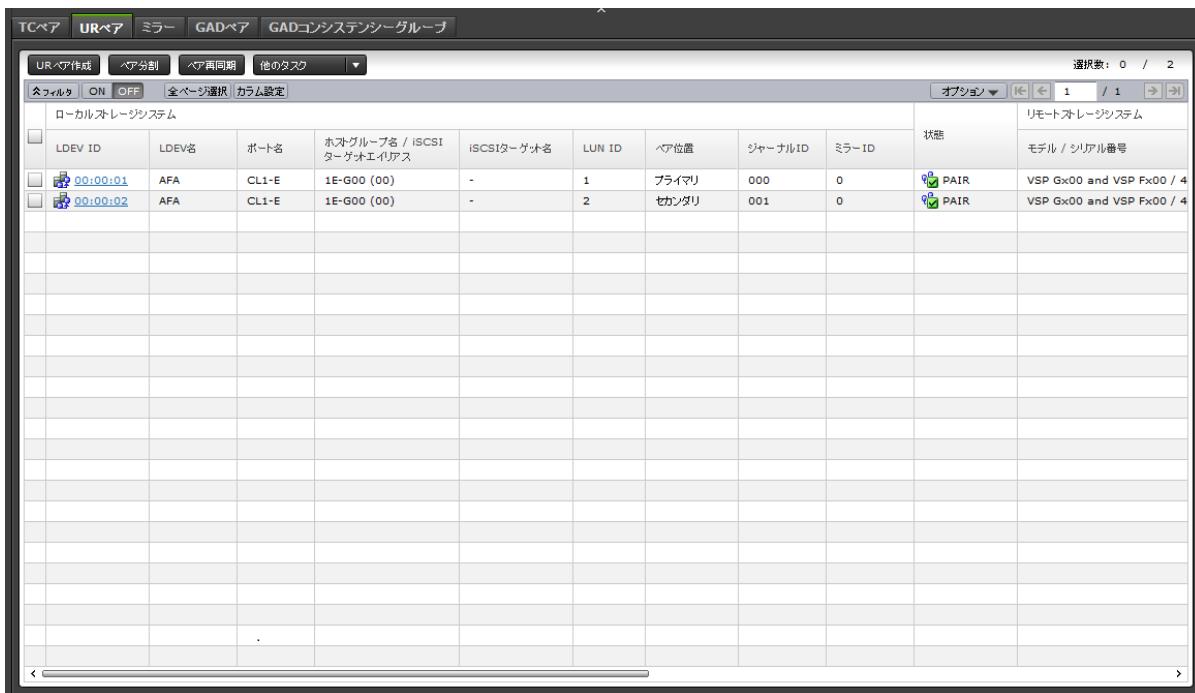 TCペア URペア ミラー GADペア GADコンシステンシーグループ
URペア作成 ペア分割 ペア再同期 他のタスク 選択数: 0 / 2
フィルタ ON OFF 全ページ選択 カラム設定 オプション 1 / 1
ローカルストレージシステム 状態 リモートストレージシステム
LDEV ID LDEV名 ポート名 ホストグループ名 / iSCSI ターゲットエイリアス iSCSIターゲット名 LUN ID ペア位置 ジャーナルID ミラーID モデル / シリアル番号
00:00:01 AFA CL1-E 1E-G00 (00) - 1 プライマリ 000 0 PAIR VSP Gx00 and VSP Fx00 / 4
00:00:02 AFA CL1-E 1E-G00 (00) - 2 セカンダリ 001 0 PAIR VSP Gx00 and VSP Fx00 / 4